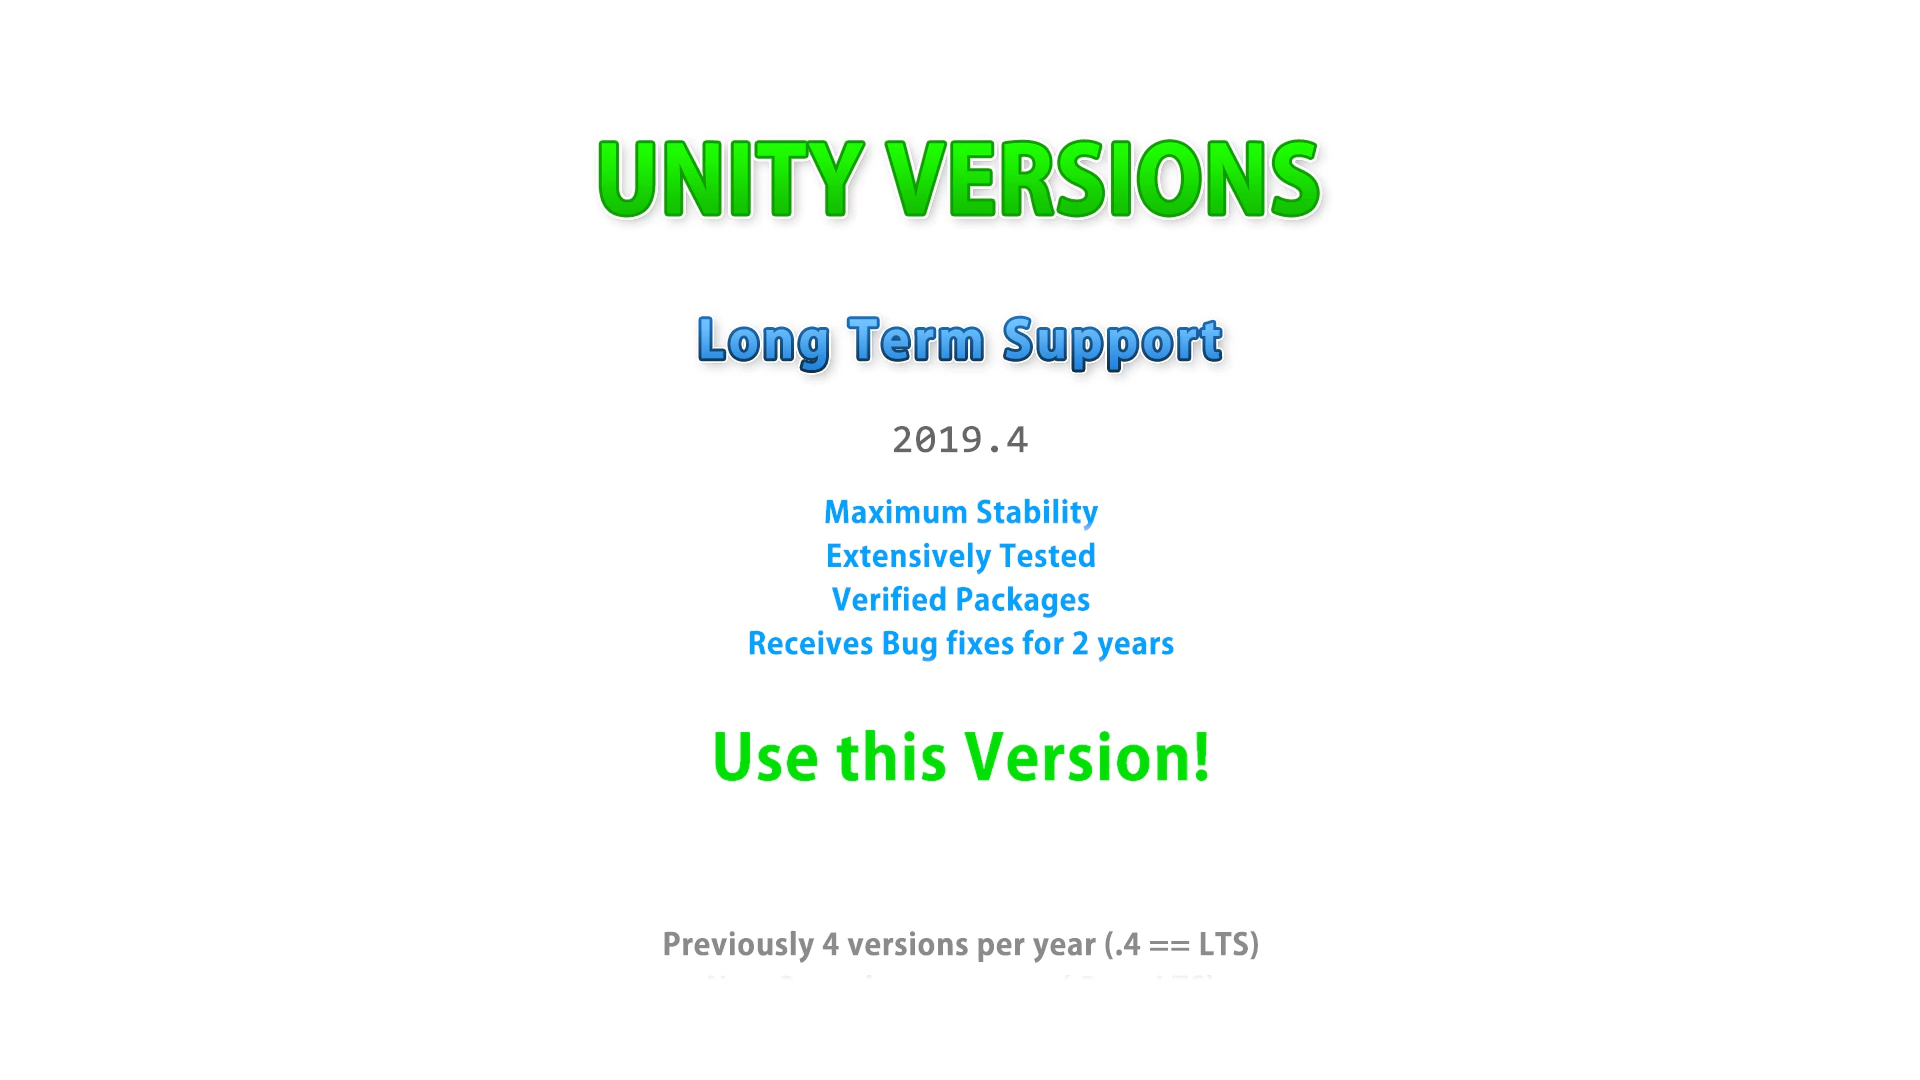 UNITY VERSIONS
Long Term Support
2019.4
Maximum Stability
Extensively Tested
Verified Packages
Receives Bug fixes for 2 years
Use this Version!
Previously 4 versions per year (.4 == LTS)